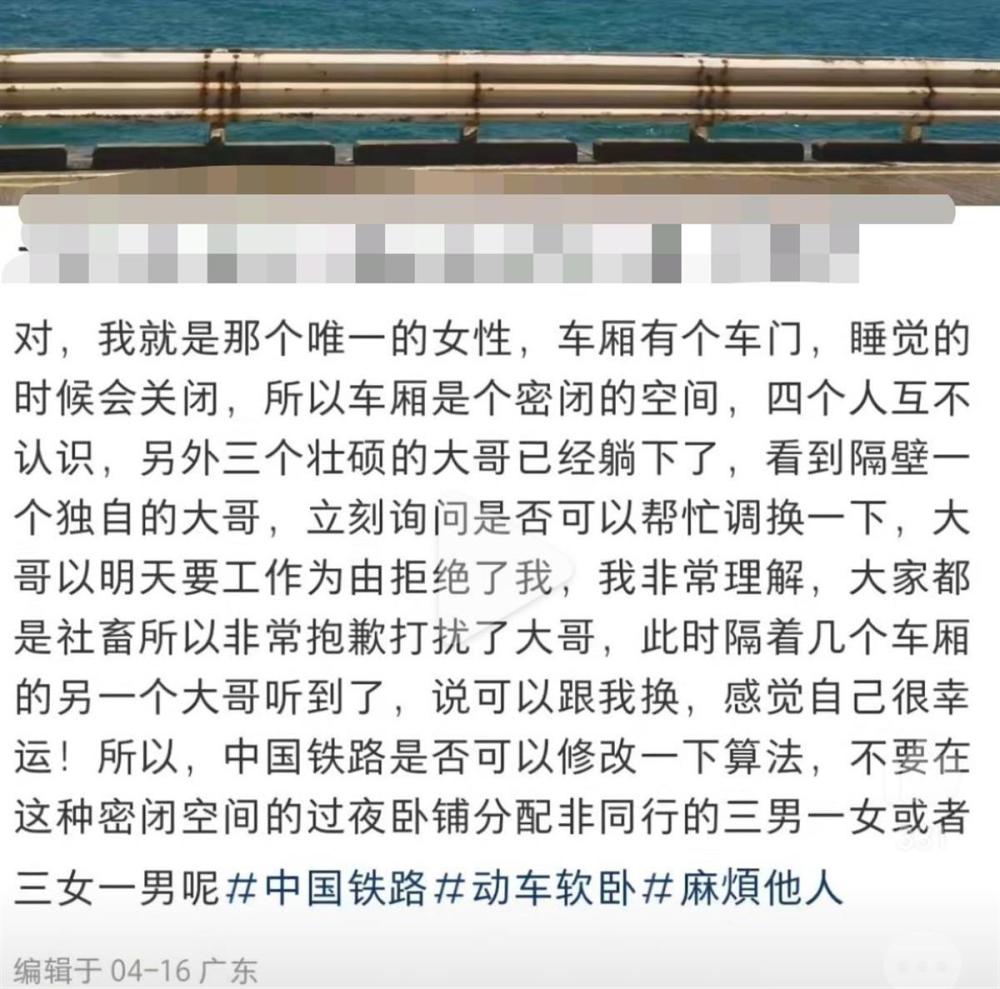 对，我就是那个唯一的女性，车厢有个车门，睡觉的
时候会关闭，所以车厢是个密闭的空间，四个人互不
认识，另外三个壮硕的大哥已经躺下了，看到隔壁一
个独自的大哥，立刻询问是否可以帮忙调换一下，大
哥以明天要工作为由拒绝了我，我非常理解，大家都
是社畜所以非常抱歉打扰了大哥，此时隔着几个车厢
的另一个大哥听到了，说可以跟我换，感觉自己很幸
运！所以，中国铁路是否可以修改一下算法，不要在
这种密闭空间的过夜卧铺分配非同行的三男一女或者
三女一男呢#中国铁路#动车软卧#麻煩他人
编辑于 04-16 广东